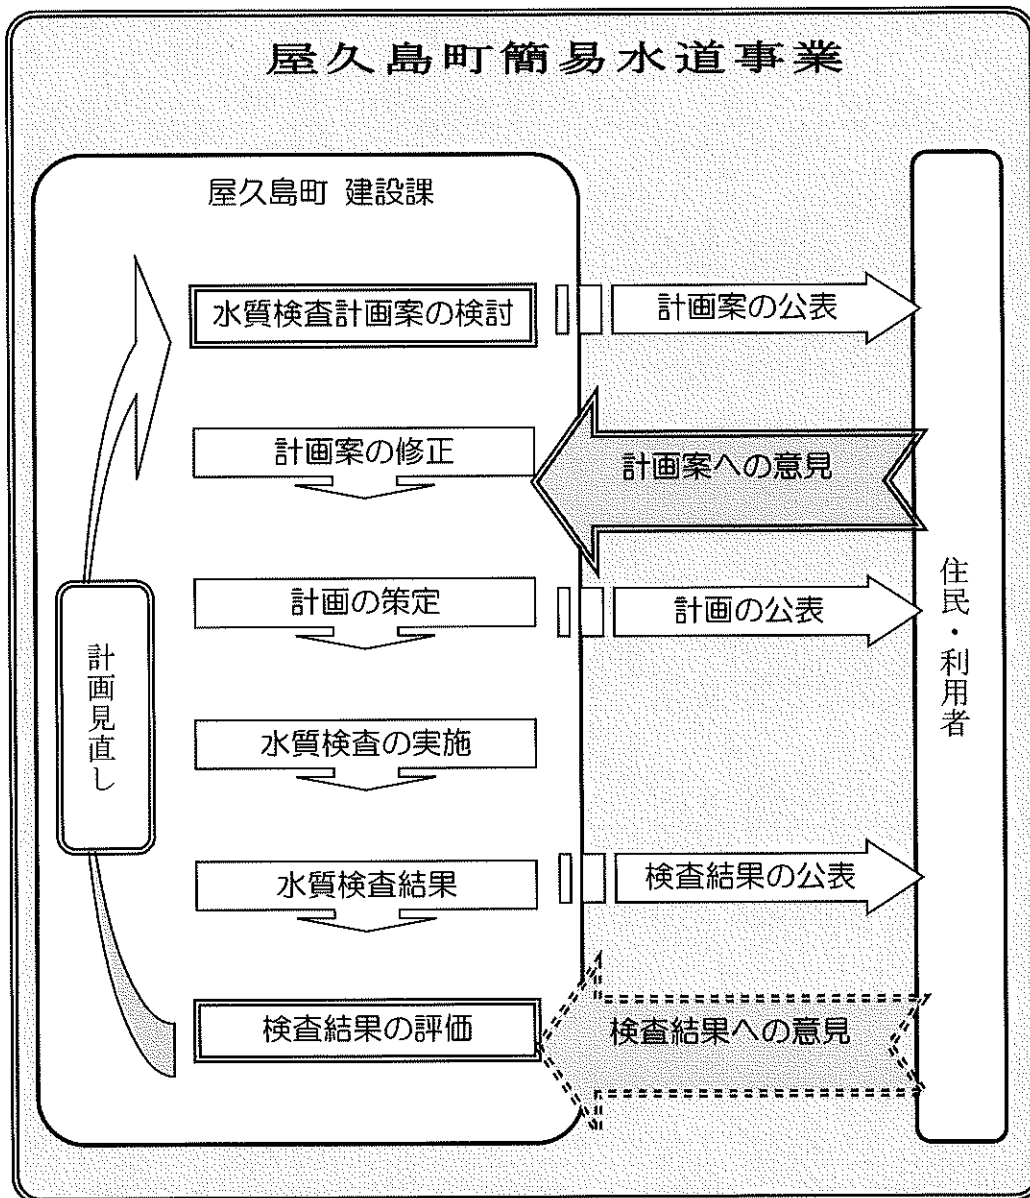 屋久島町簡易水道事業
屋久島町 建設課
水質検査計画案の検討
計画案の公表
計画案の修正
計画案への意見
計画の策定
計画の公表
水質検査の実施
水質検査結果
検査結果の公表
検査結果の評価
検査結果への意見
計画見直し
住民・利用者